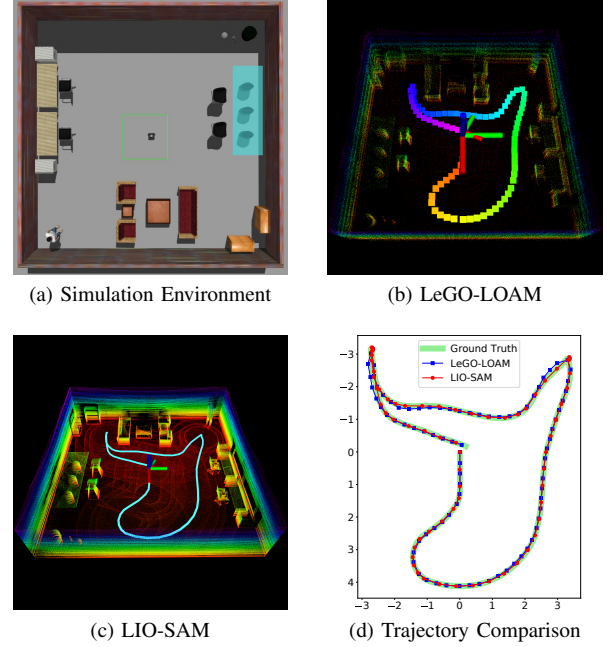 (a) Simulation Environment
(b) LeGO-LOAM
Ground Truth
LeGO-LOAM
LIO-SAM
−3
−2
−1
0
1
2
3
4
−3 −2 −1 0 1 2 3
(c) LIO-SAM
(d) Trajectory Comparison